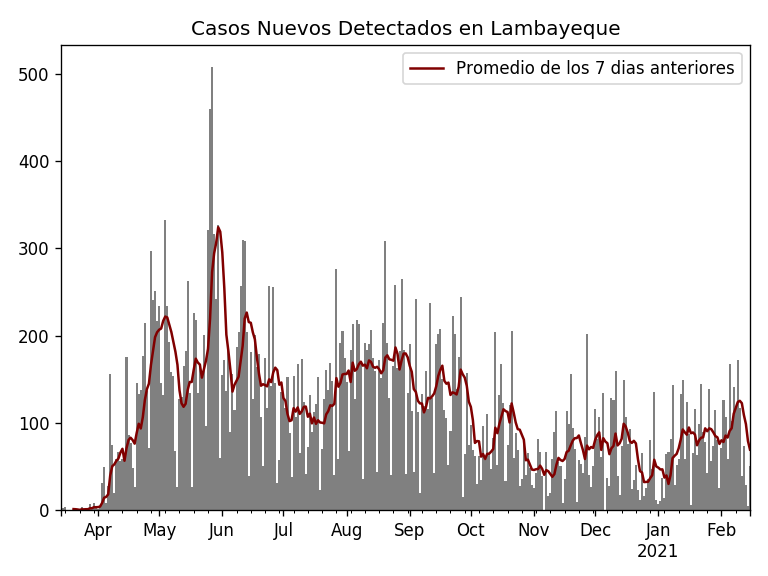 Casos Nuevos Detectados en Lambayeque
Promedio de los 7 dias anteriores
500
400
300
200
100
0
Apr May Jun Jul Aug Sep Oct Nov Dec Jan Feb
2021